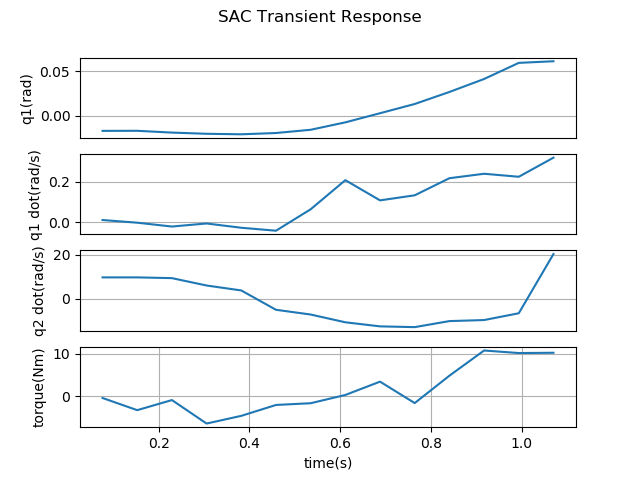 SAC Transient Response
0.05
0.00
q1(rad)
0.2
0.0
q1 dot(rad/s)
20
0
q2 dot(rad/s)
10
0
torque(Nm)
0.2 0.4 0.6 0.8 1.0
time(s)